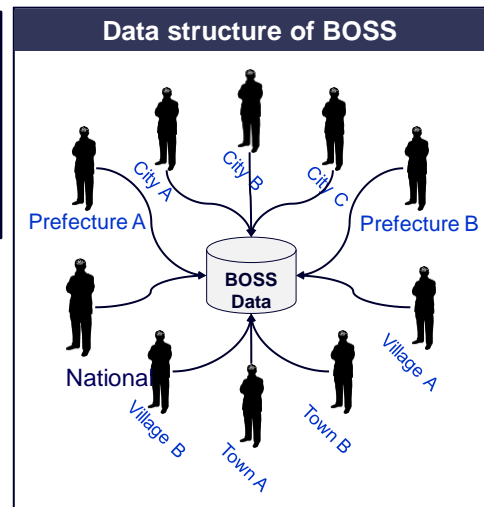 Data structure of BOSS
City A
City B
City C
Prefecture A
Prefecture B
BOSS
Data
National
Village A
Village B
Town A
Town B